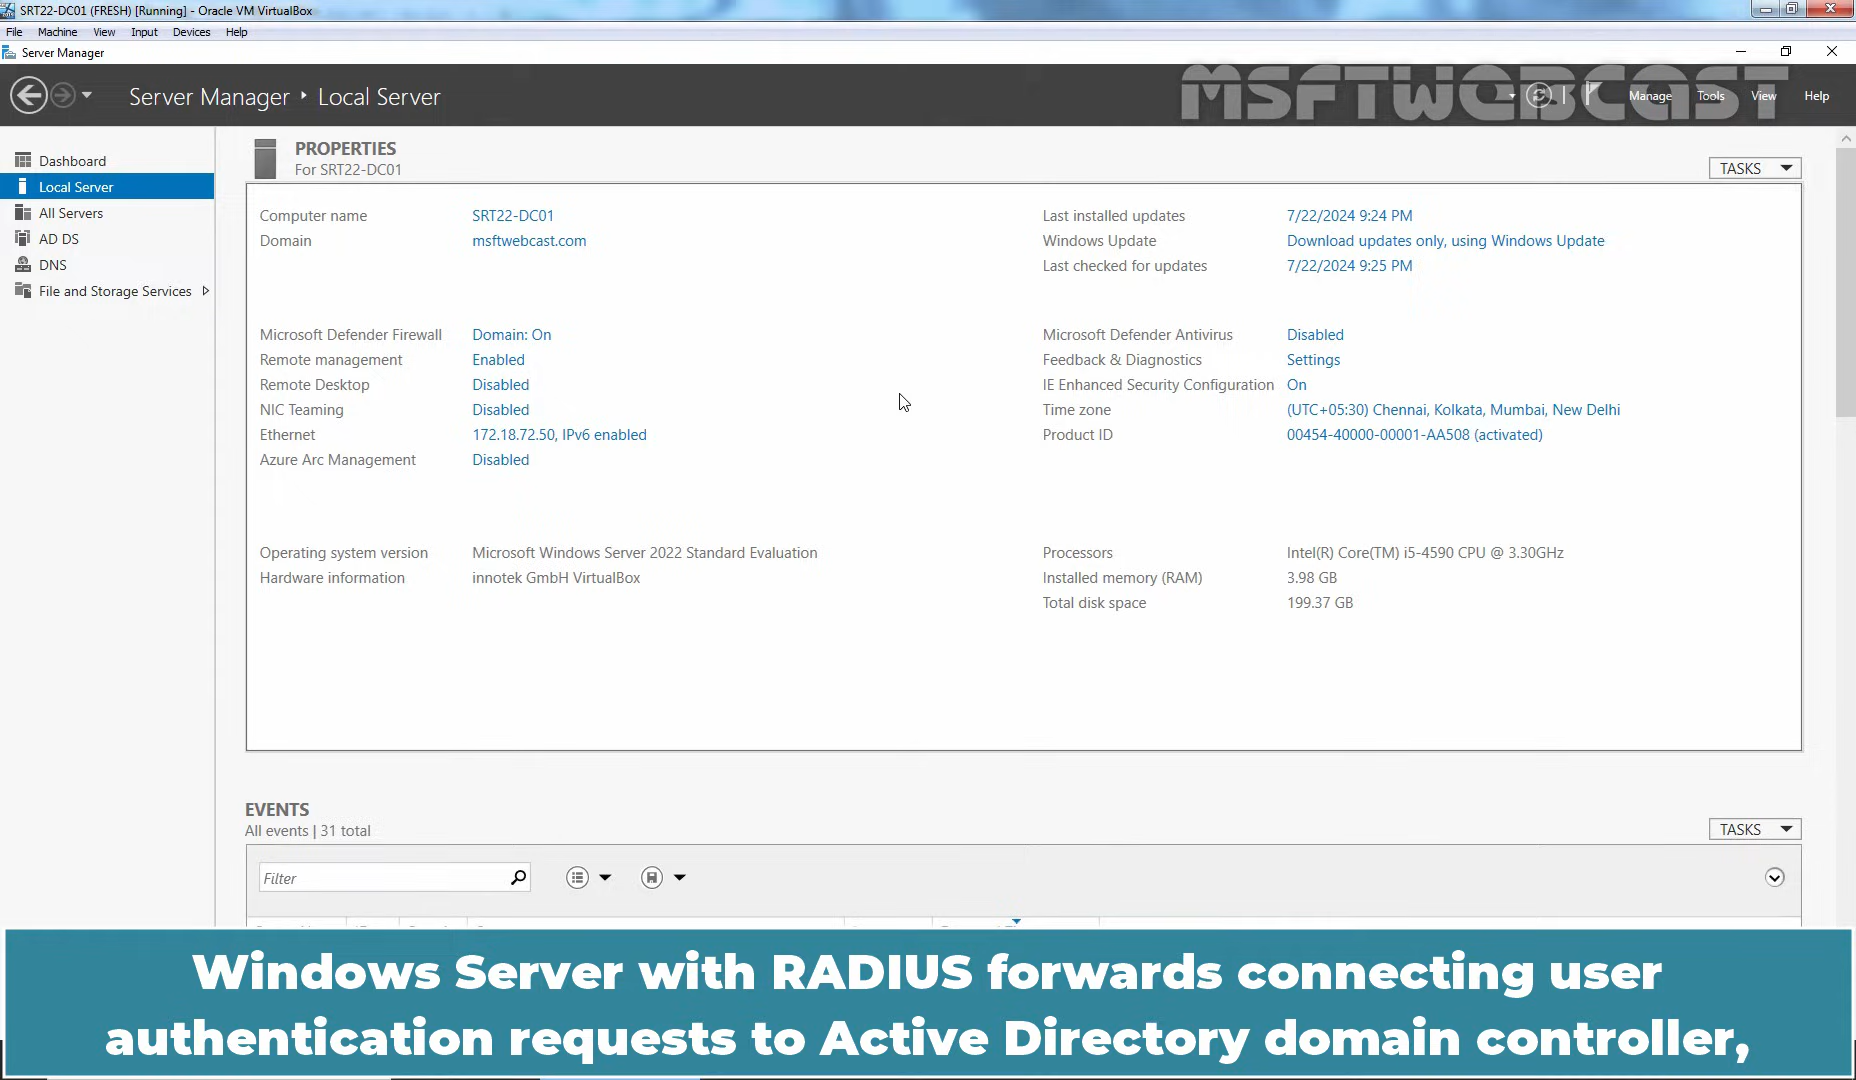 SRT22-DC01 (FRESH) [Running] - Oracle VM VirtualBox
File Machine View Input Devices Help
Server Manager
Server Manager ‣ Local Server
MSFTWEBCAST
Manage Tools View Help
Dashboard
Local Server
All Servers
AD DS
DNS
File and Storage Services
PROPERTIES
For SRT22-DC01
TASKS
Computer name SRT22-DC01
Domain msftwebcast.com
Last installed updates 7/22/2024 9:24 PM
Windows Update Download updates only, using Windows Update
Last checked for updates 7/22/2024 9:25 PM
Microsoft Defender Firewall Domain: On
Remote management Enabled
Remote Desktop Disabled
NIC Teaming Disabled
Ethernet 172.18.72.50, IPv6 enabled
Azure Arc Management Disabled
Microsoft Defender Antivirus Disabled
Feedback & Diagnostics Settings
IE Enhanced Security Configuration On
Time zone (UTC+05:30) Chennai, Kolkata, Mumbai, New Delhi
Product ID 00454-40000-00001-AA508 (activated)
Operating system version Microsoft Windows Server 2022 Standard Evaluation
Hardware information innotek GmbH VirtualBox
Processors Intel(R) Core(TM) i5-4590 CPU @ 3.30GHz
Installed memory (RAM) 3.98 GB
Total disk space 199.37 GB
EVENTS
All events | 31 total
TASKS
Filter
Windows Server with RADIUS forwards connecting user
authentication requests to Active Directory domain controller,